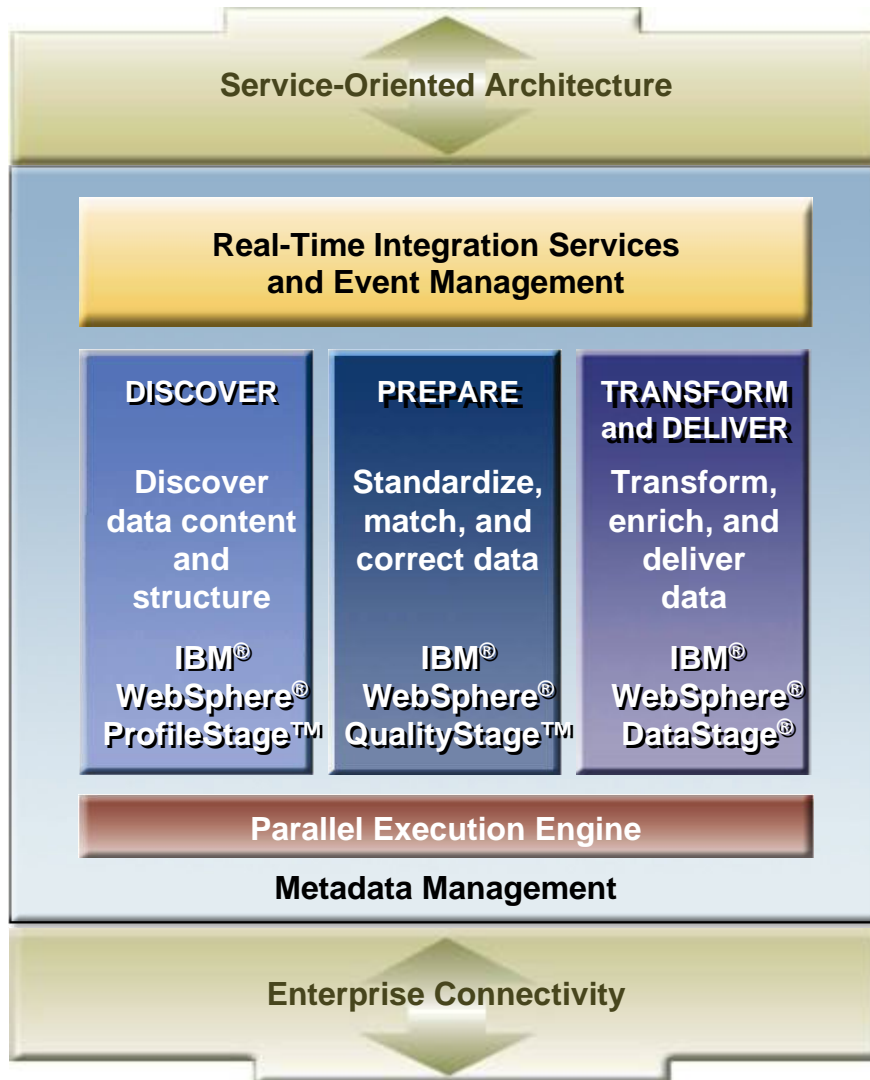 Service-Oriented Architecture
Real-Time Integration Services
and Event Management
DISCOVER
Discover
data content
and
structure
IBM®
WebSphere®
ProfileStage™
PREPARE
Standardize,
match, and
correct data
IBM®
WebSphere®
QualityStage™
TRANSFORM
and DELIVER
Transform,
enrich, and
deliver
data
IBM®
WebSphere®
DataStage®
Parallel Execution Engine
Metadata Management
Enterprise Connectivity